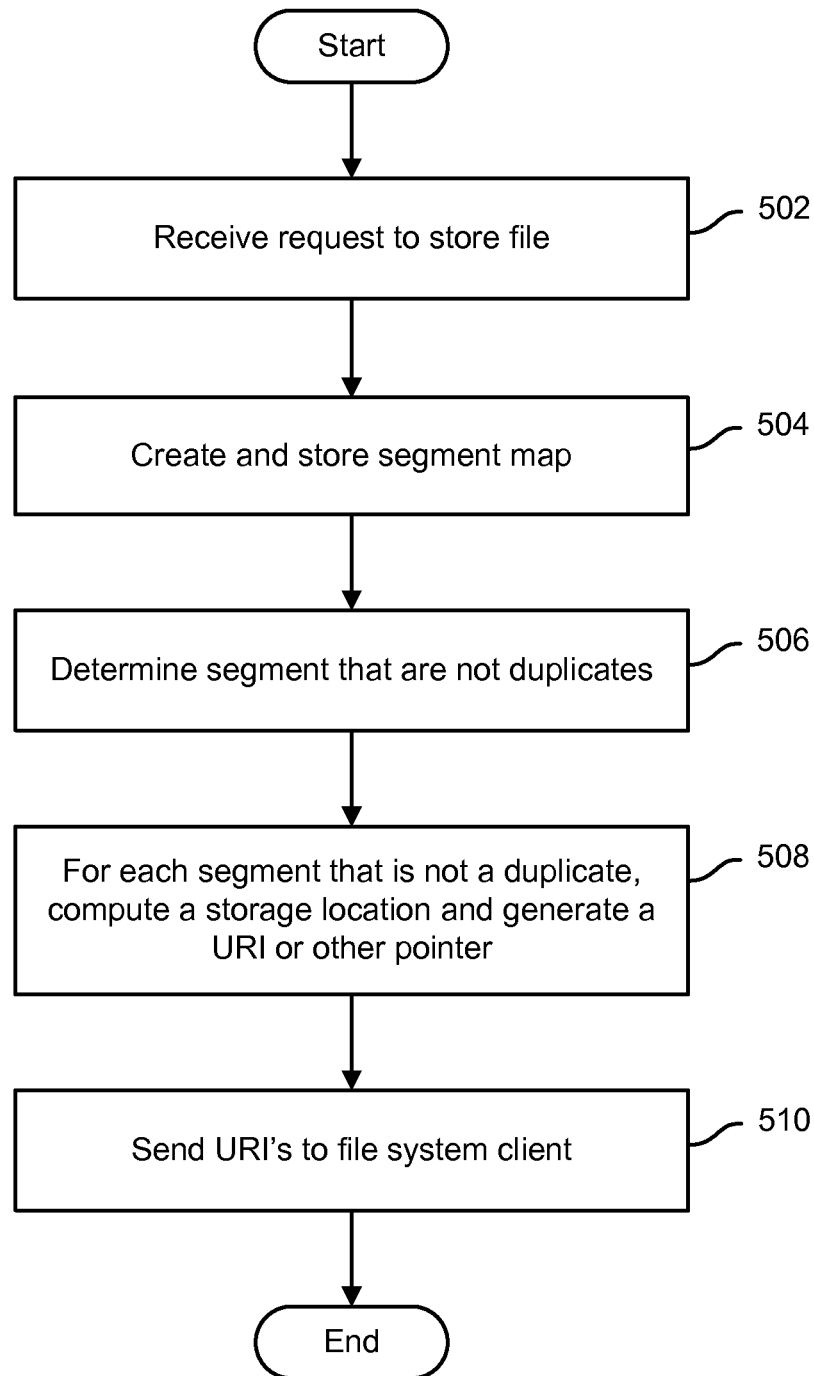 Start
Receive request to store file
502
Create and store segment map
504
Determine segment that are not duplicates
506
For each segment that is not a duplicate,
compute a storage location and generate a
URI or other pointer
508
Send URI's to file system client
510
End